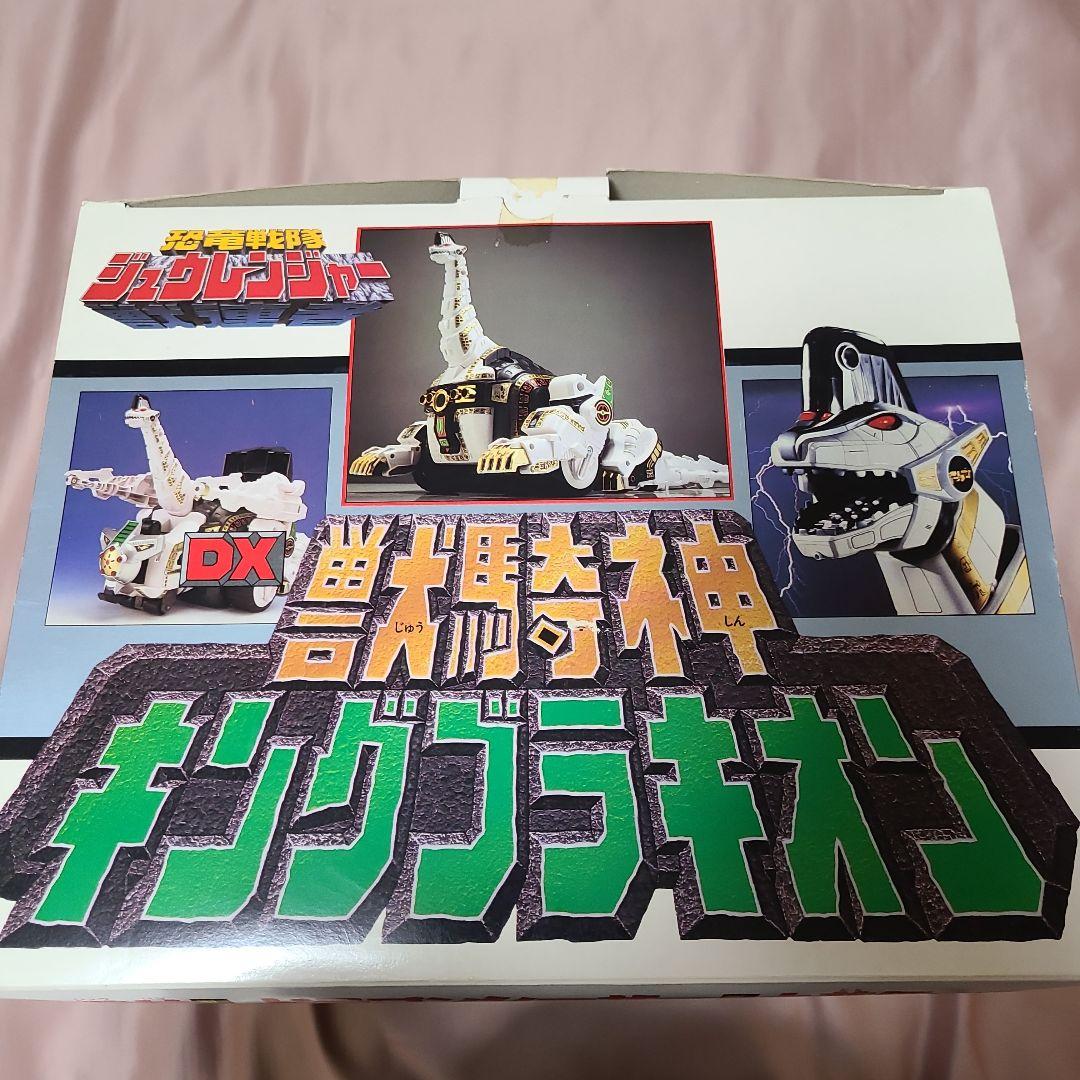 恐竜戦隊
ジュウレンジャー
DX
獣騎神
じゅう しん
キングブラキオン